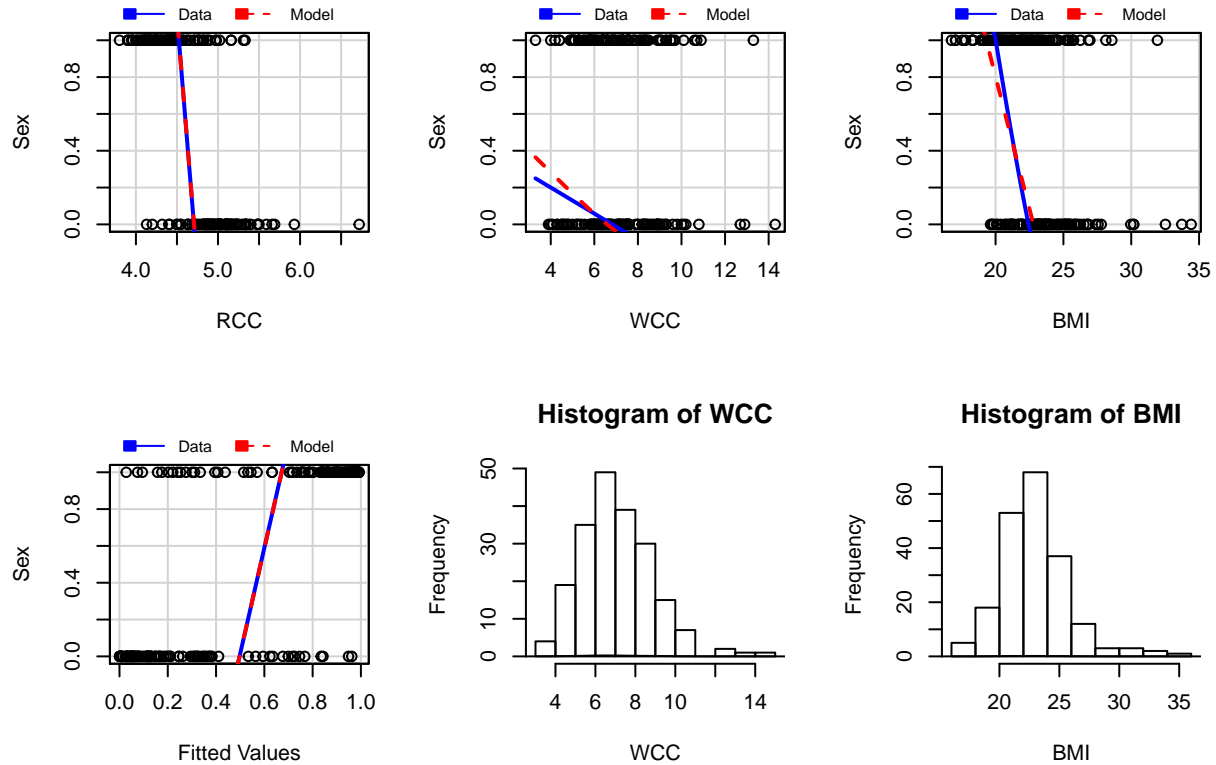 Data Model
0.0 0.4 0.8
Sex
4.0 5.0 6.0
RCC
Data Model
0.0 0.4 0.8
Sex
4 6 8 10 12 14
WCC
Data Model
0.0 0.4 0.8
Sex
20 25 30 35
BMI
Data Model
0.0 0.4 0.8
Sex
0.0 0.2 0.4 0.6 0.8 1.0
Fitted Values
Histogram of WCC
0 10 30 50
Frequency
4 6 8 10 14
WCC
Histogram of BMI
0 20 40 60
Frequency
20 25 30 35
BMI